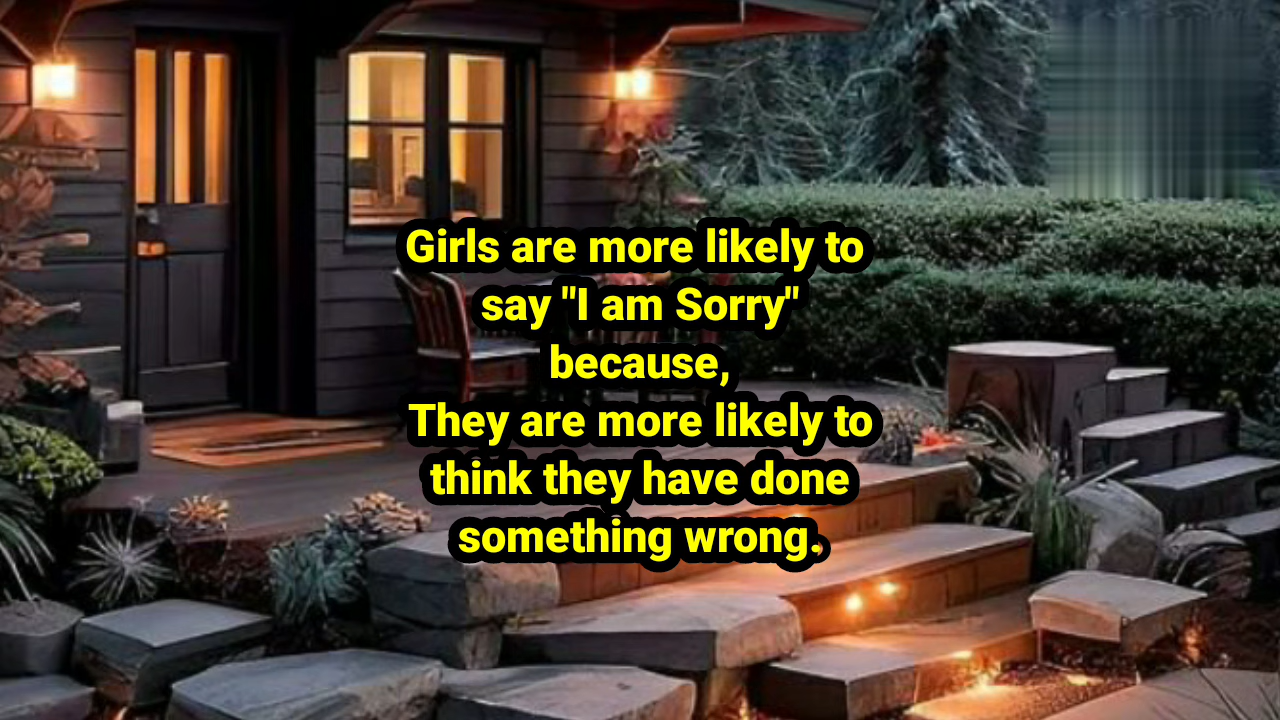 Girls are more likely to
say "I am Sorry"
because,
They are more likely to
think they have done
something wrong.